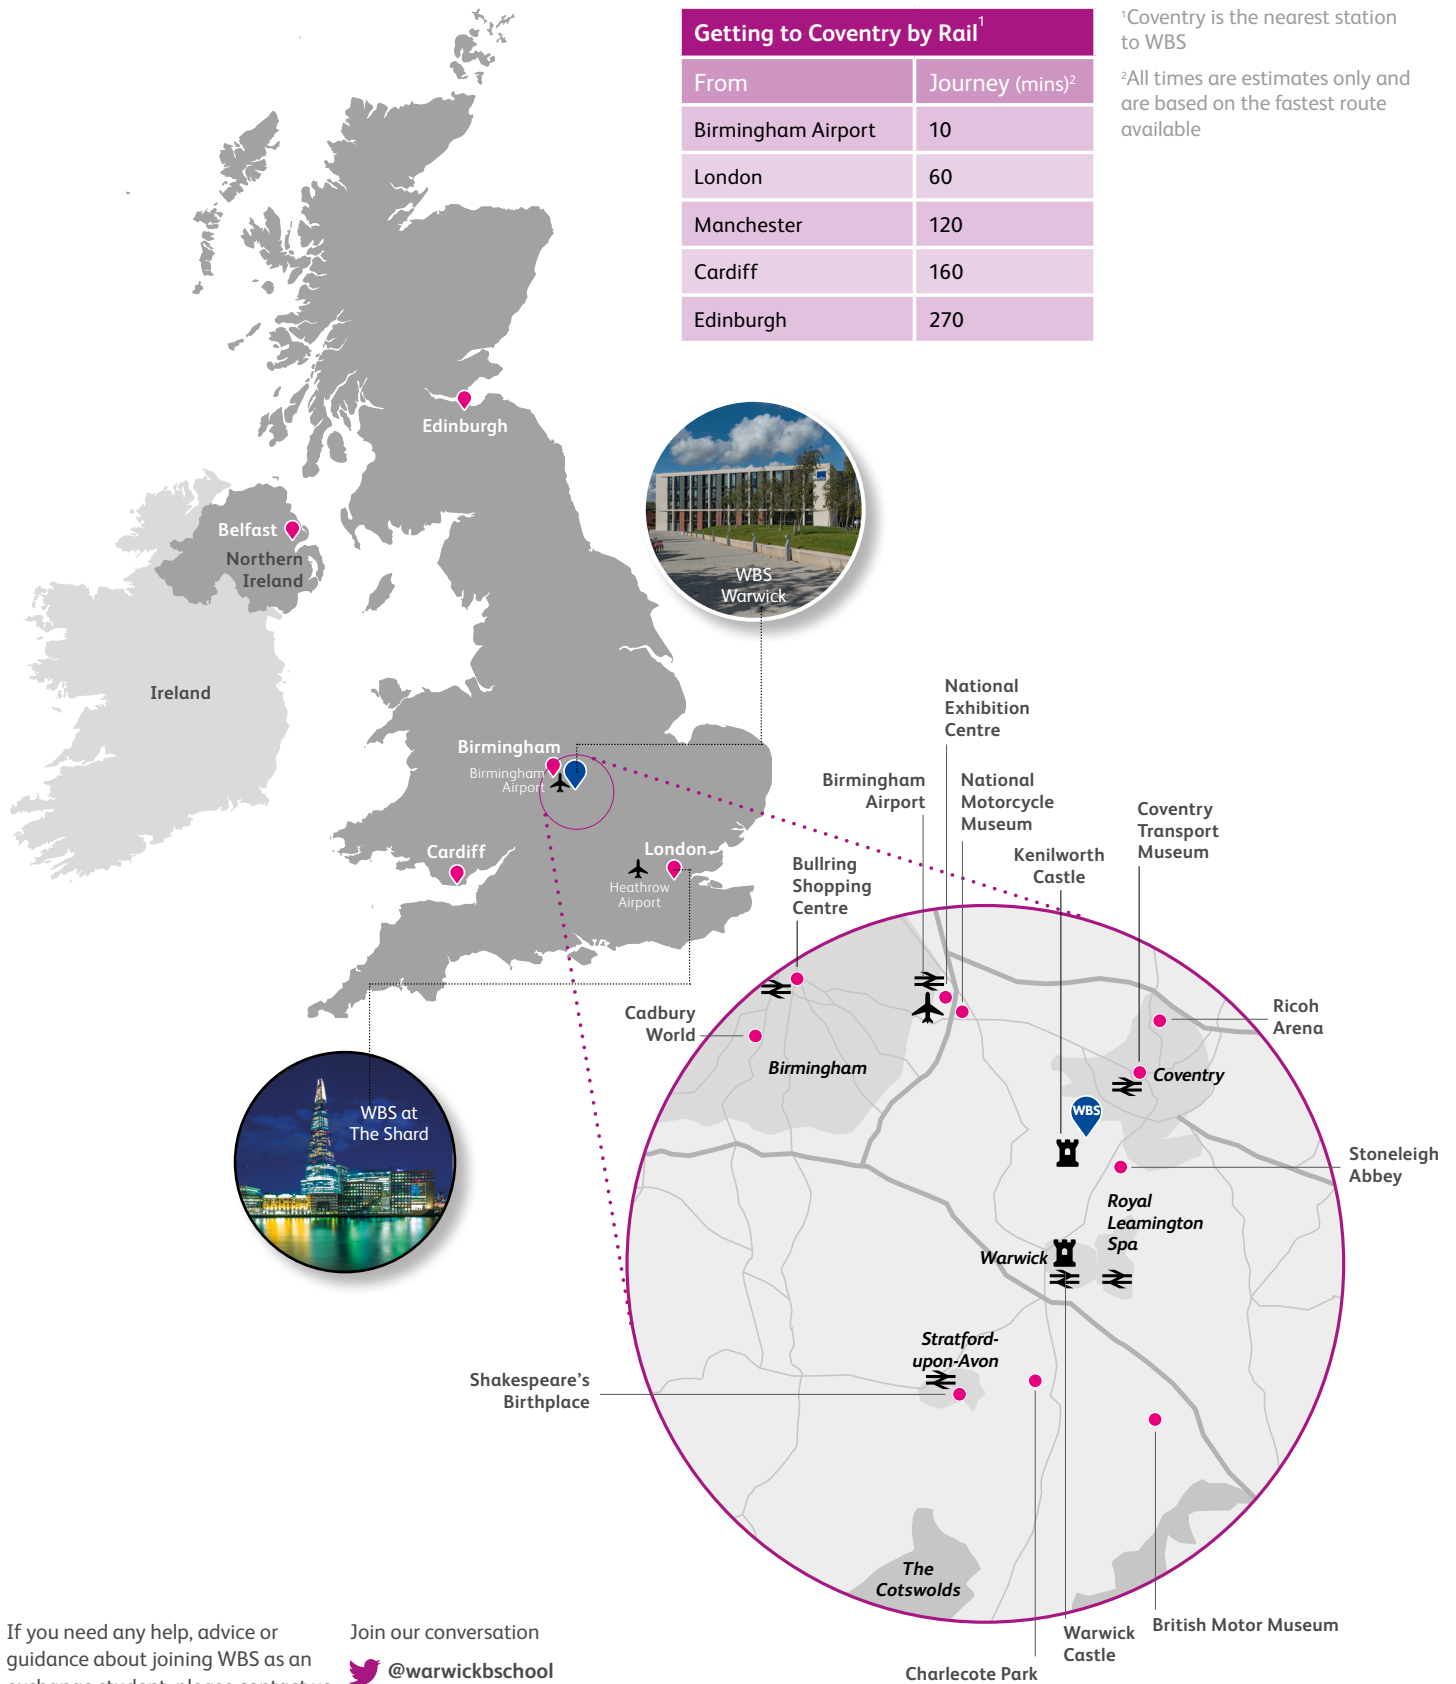 Getting to Coventry by Rail¹
From Journey (mins)²
Birmingham Airport 10
London 60
Manchester 120
Cardiff 160
Edinburgh 270
¹Coventry is the nearest station
to WBS
²All times are estimates only and
are based on the fastest route
available
Edinburgh
Belfast
Northern
Ireland
Ireland
WBS
Warwick
Birmingham
Birmingham
Airport
Cardiff
London
Heathrow
Airport
WBS at
The Shard
National
Exhibition
Centre
Birmingham
Airport
National
Motorcycle
Museum
Coventry
Transport
Museum
Kenilworth
Castle
Bullring
Shopping
Centre
Cadbury
World
Ricoh
Arena
Birmingham
Coventry
WBS
Stoneleigh
Abbey
Royal
Leamington
Spa
Warwick
Stratford-
upon-Avon
Shakespeare's
Birthplace
The
Cotswolds
Warwick
Castle
British Motor Museum
Charlecote Park
If you need any help, advice or
guidance about joining WBS as an
exchange student, please contact us
Join our conversation
@warwickbschool